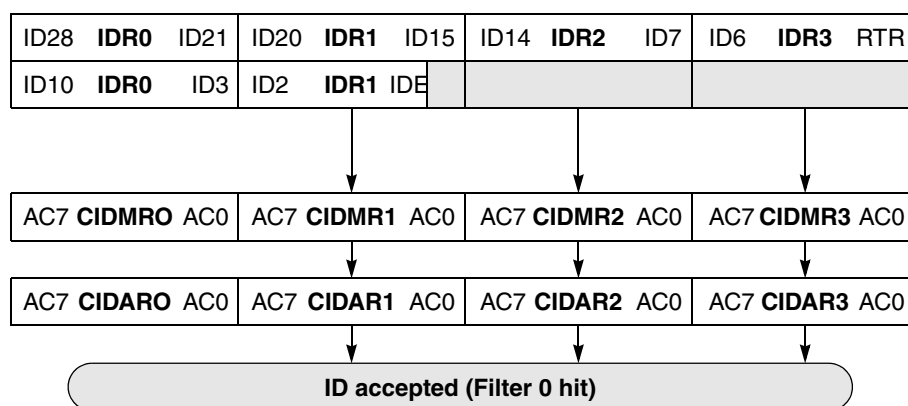 ID28 IDR0 ID21 ID20 IDR1 ID15 ID14 IDR2 ID7 ID6 IDR3 RTR
ID10 IDR0 ID3 ID2 IDR1 IDE
AC7 CIDMRO AC0 AC7 CIDMR1 AC0 AC7 CIDMR2 AC0 AC7 CIDMR3 AC0
AC7 CIDARO AC0 AC7 CIDAR1 AC0 AC7 CIDAR2 AC0 AC7 CIDAR3 AC0
ID accepted (Filter 0 hit)